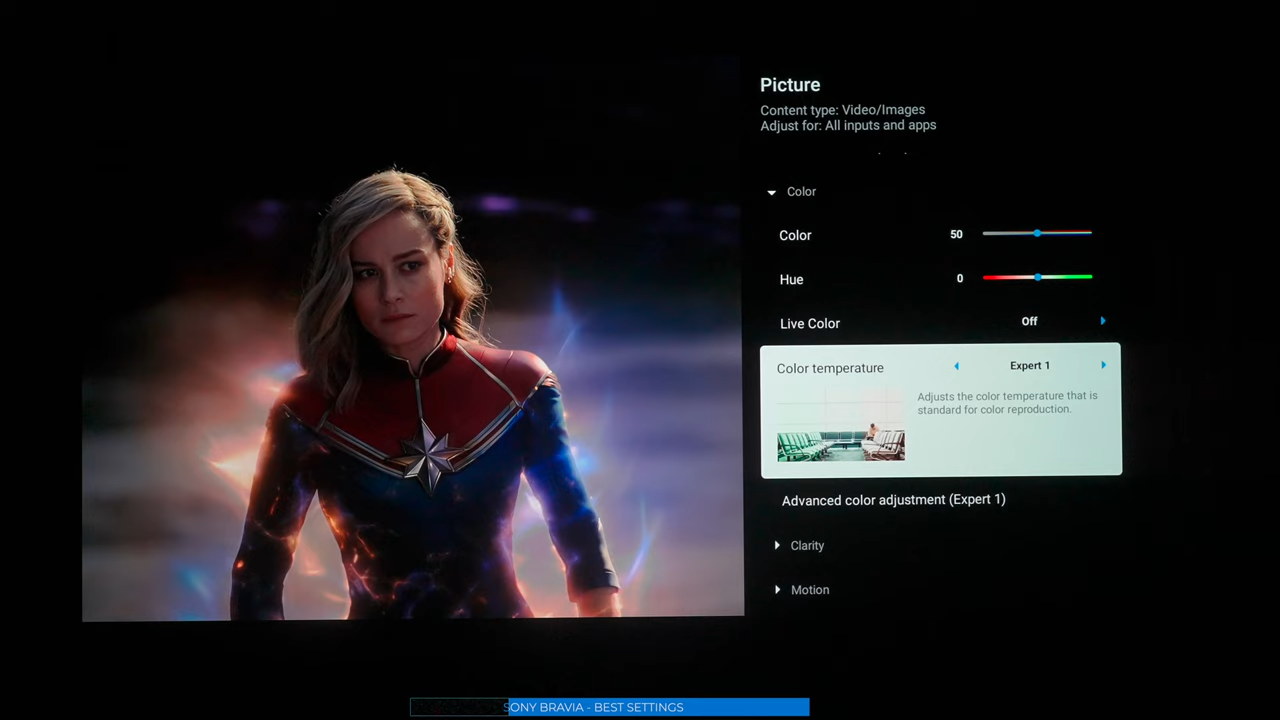 Picture
Content type: Video/Images
Adjust for: All inputs and apps
Color
Color 50
Hue 0
Live Color Off
Color temperature Expert 1
Adjusts the color temperature that is
standard for color reproduction.
Advanced color adjustment (Expert 1)
Clarity
Motion
SONY BRAVIA - BEST SETTINGS